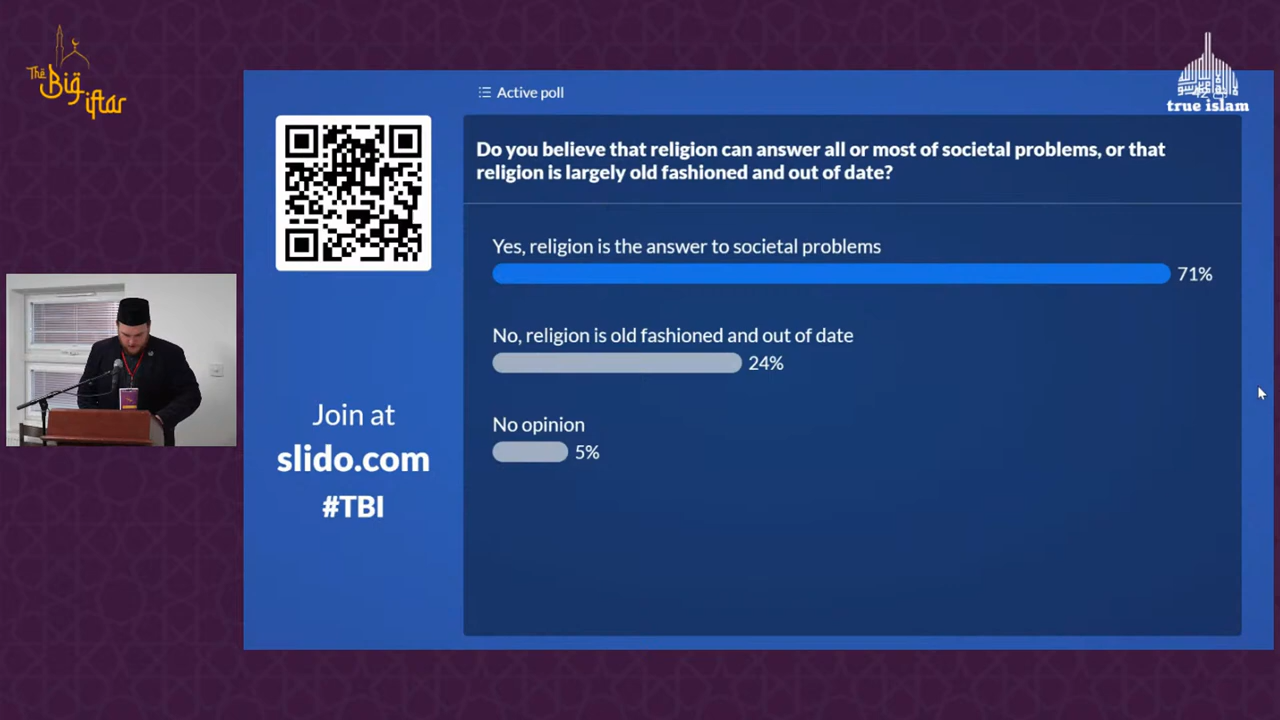 The
Big
iftar
Active poll
true islam
Do you believe that religion can answer all or most of societal problems, or that
religion is largely old fashioned and out of date?
Yes, religion is the answer to societal problems
71%
No, religion is old fashioned and out of date
24%
No opinion
5%
Join at
slido.com
#TBI